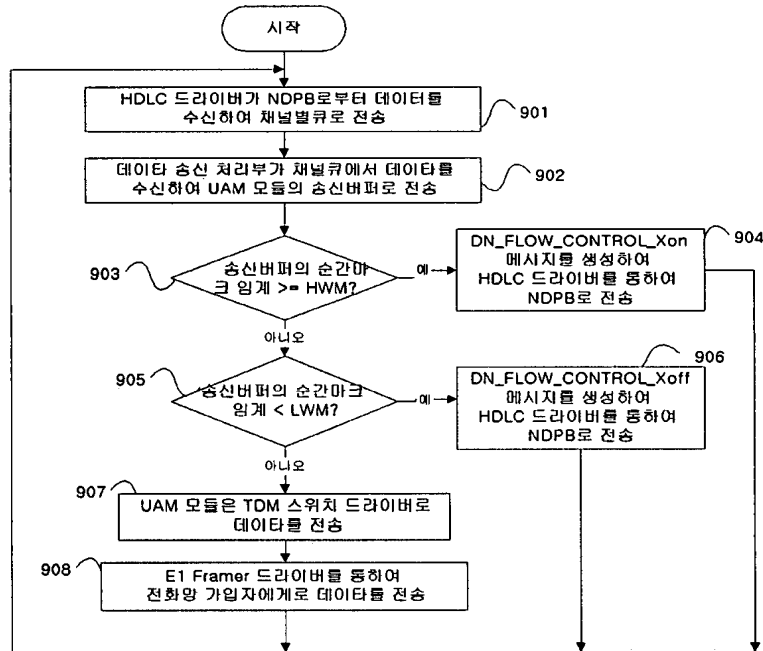 시작
HDLC 드라이버가 NDPB로부터 데이터를
수신하여 채널별큐로 전송
901
데이타 송신 처리부가 채널큐에서 데이타를
수신하여 UAM 모듈의 송신버퍼로 전송
902
903
송신버퍼의 순간마
크 임계 >= HWM?
예
DN_FLOW_CONTROL_Xon
메시지를 생성하여
HDLC 드라이버를 통하여
NDPB로 전송
904
아니오
905
송신버퍼의 순간마크
임계 < LWM?
예
DN_FLOW_CONTROL_Xoff
메시지를 생성하여
HDLC 드라이버를 통하여
NDPB로 전송
906
아니오
907
UAM 모듈은 TDM 스위치 드라이버로
데이타를 전송
908
E1 Framer 드라이버를 통하여
전화망 가입자에게로 데이타를 전송